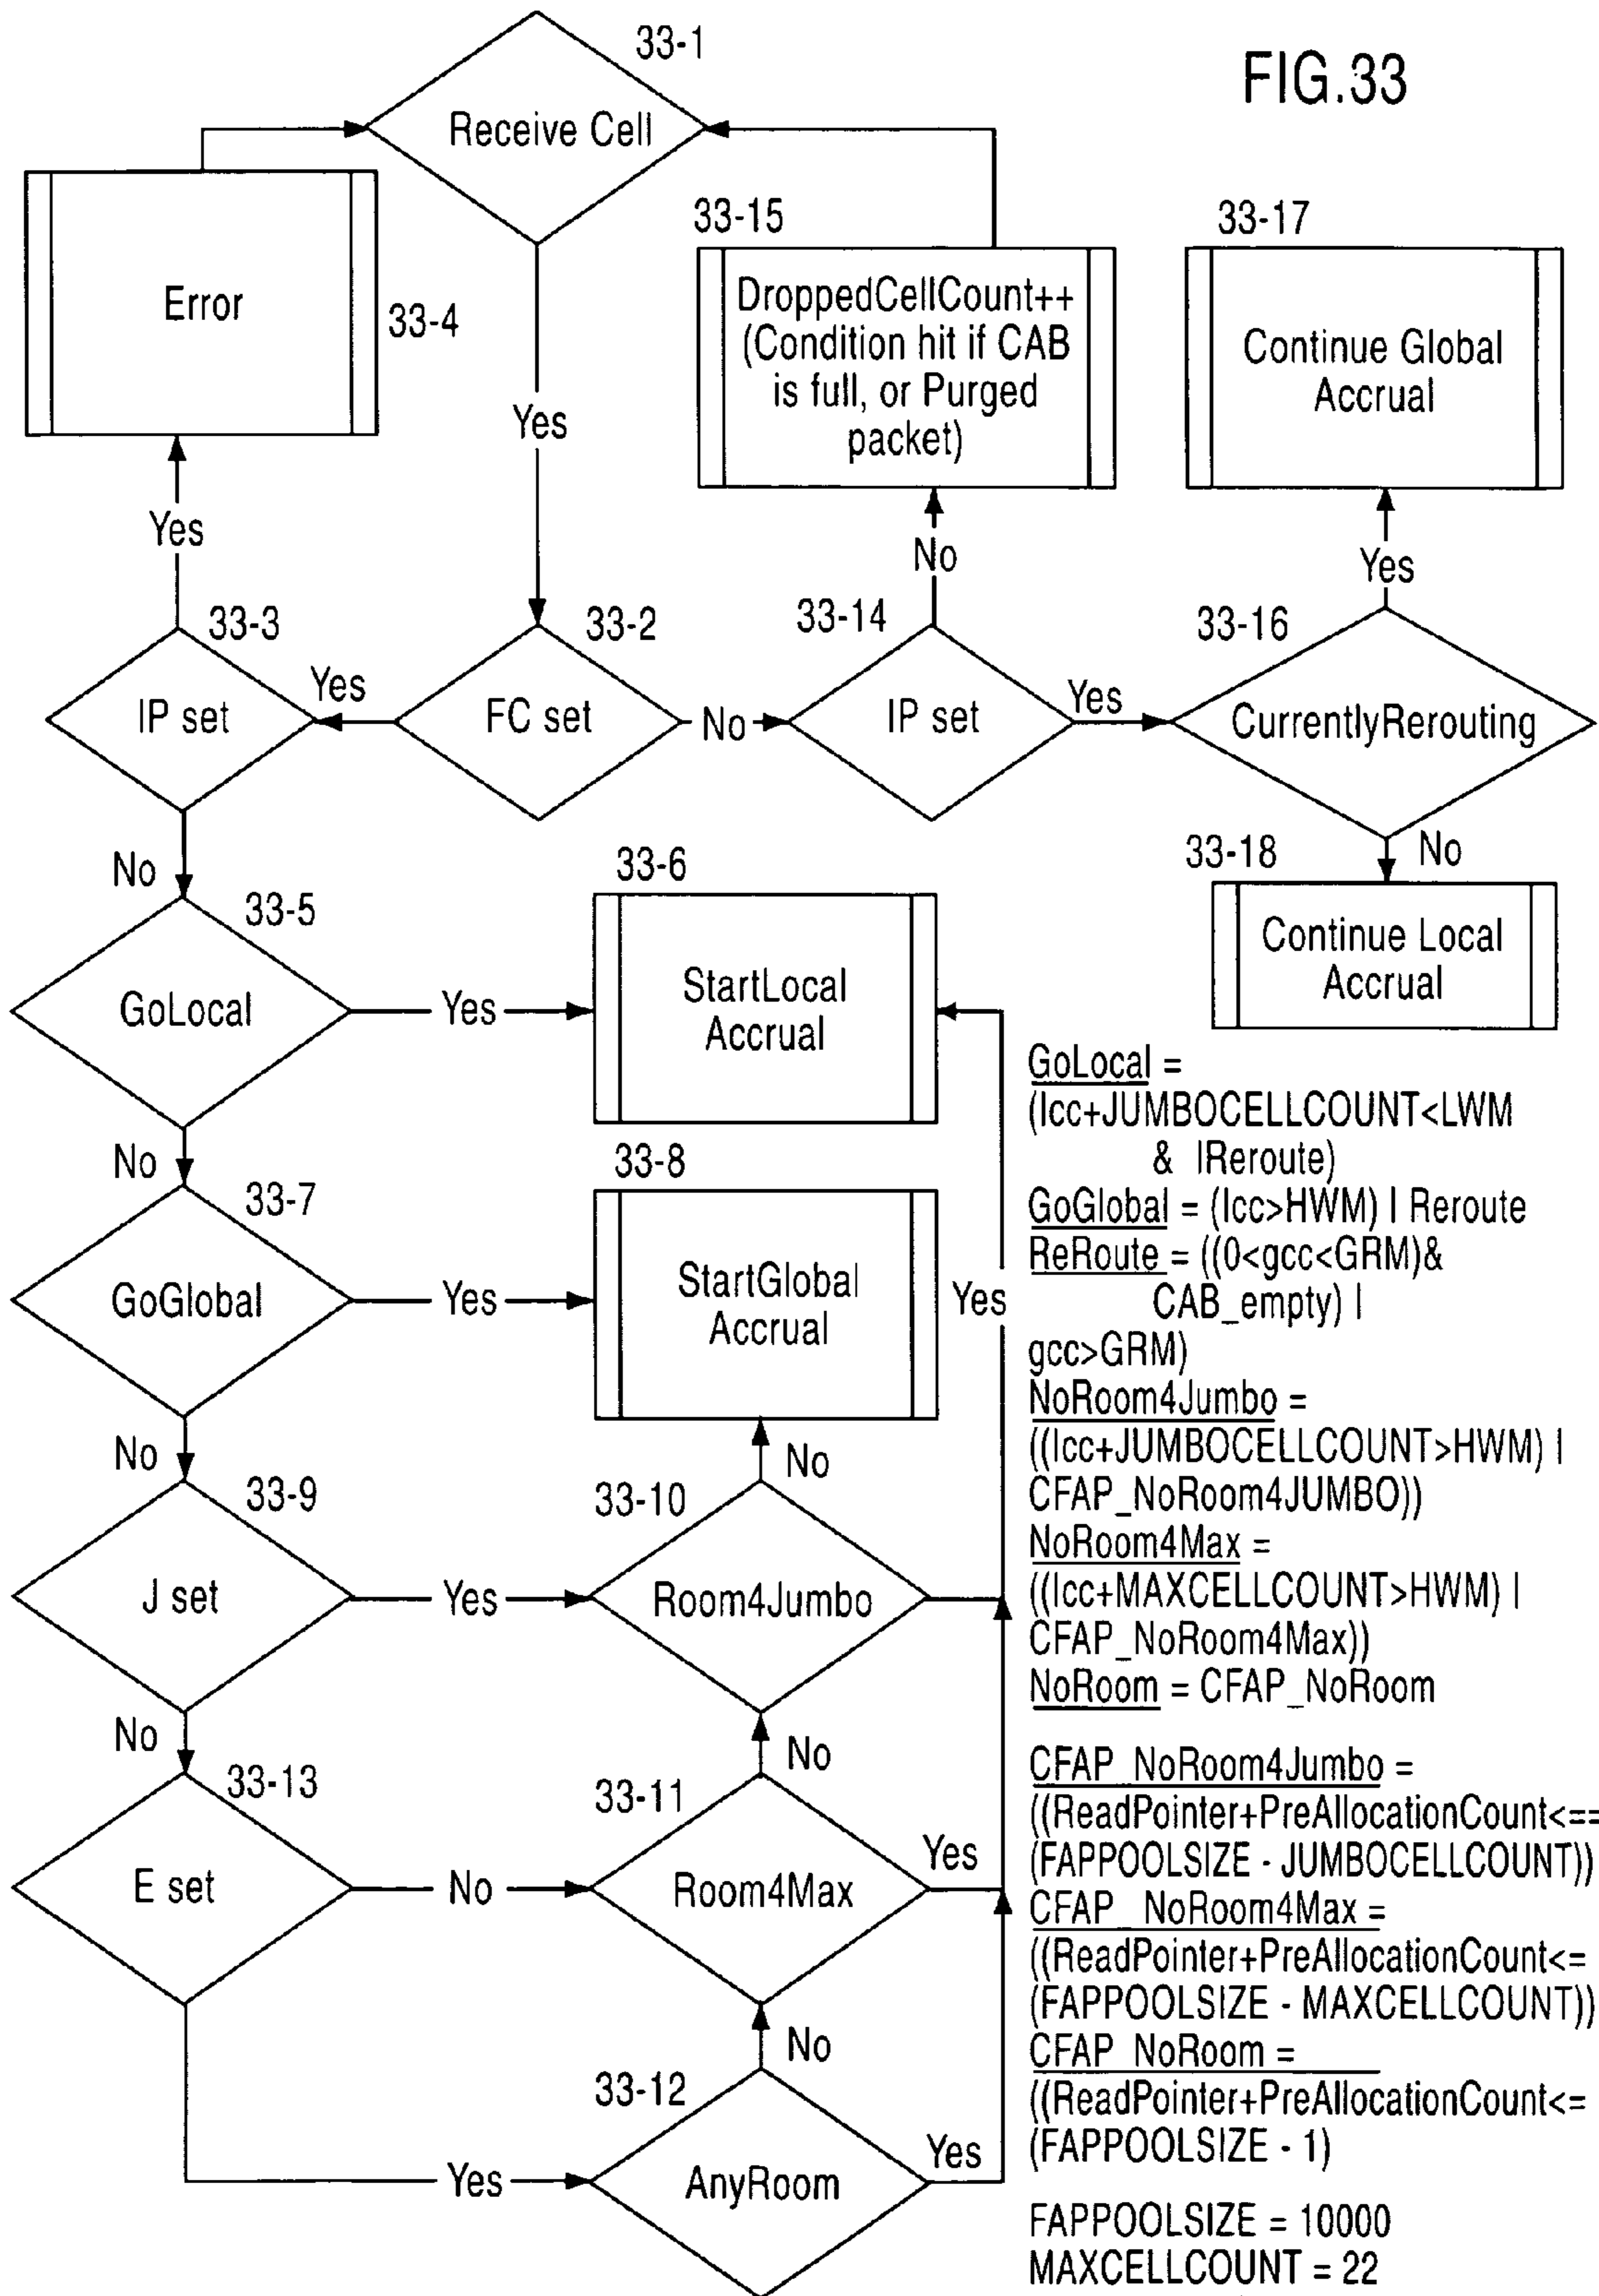 FIG.33
33-1
Receive Cell
33-15
33-17
Error
33-4
DroppedCellCount++
(Condition hit if CAB
is full, or Purged
packet)
Continue Global
Accrual
Yes
Yes
No
Yes
33-3
33-2
33-14
33-16
IP set
Yes
FC set
No
IP set
Yes
CurrentlyRerouting
No
33-6
33-18
No
33-5
Continue Local
Accrual
GoLocal
Yes
StartLocal
Accrual
No
33-7
33-8
GoGlobal
Yes
StartGlobal
Accrual
Yes
No
33-9
33-10
No
J set
Yes
Room4Jumbo
No
33-13
33-11
No
E set
No
Room4Max
Yes
33-12
No
Yes
AnyRoom
Yes
GoLocal =
(lcc+JUMBOCELLCOUNT<LWM
& !Reroute)
GoGlobal = (lcc>HWM) | Reroute
ReRoute = ((0<gcc<GRM)&
CAB_empty) |
gcc>GRM)
NoRoom4Jumbo =
((lcc+JUMBOCELLCOUNT>HWM) |
CFAP_NoRoom4JUMBO))
NoRoom4Max =
((lcc+MAXCELLCOUNT>HWM) |
CFAP_NoRoom4Max))
NoRoom = CFAP_NoRoom
CFAP_NoRoom4Jumbo =
((ReadPointer+PreAllocationCount<==
(FAPPOOLSIZE - JUMBOCELLCOUNT))
CFAP_NoRoom4Max =
((ReadPointer+PreAllocationCount<=
(FAPPOOLSIZE - MAXCELLCOUNT))
CFAP_NoRoom =
((ReadPointer+PreAllocationCount<=
(FAPPOOLSIZE - 1)
FAPPOOLSIZE = 10000
MAXCELLCOUNT = 22